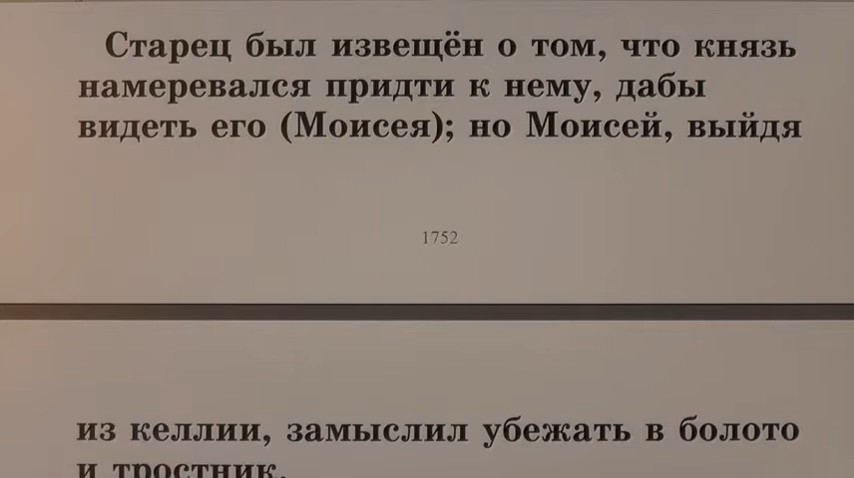 Старец был извещён о том, что князь
намеревался придти к нему, дабы
видеть его (Моисея); но Моисей, выйдя
1752
из келлии, замыслил убежать в болото
и тростник.